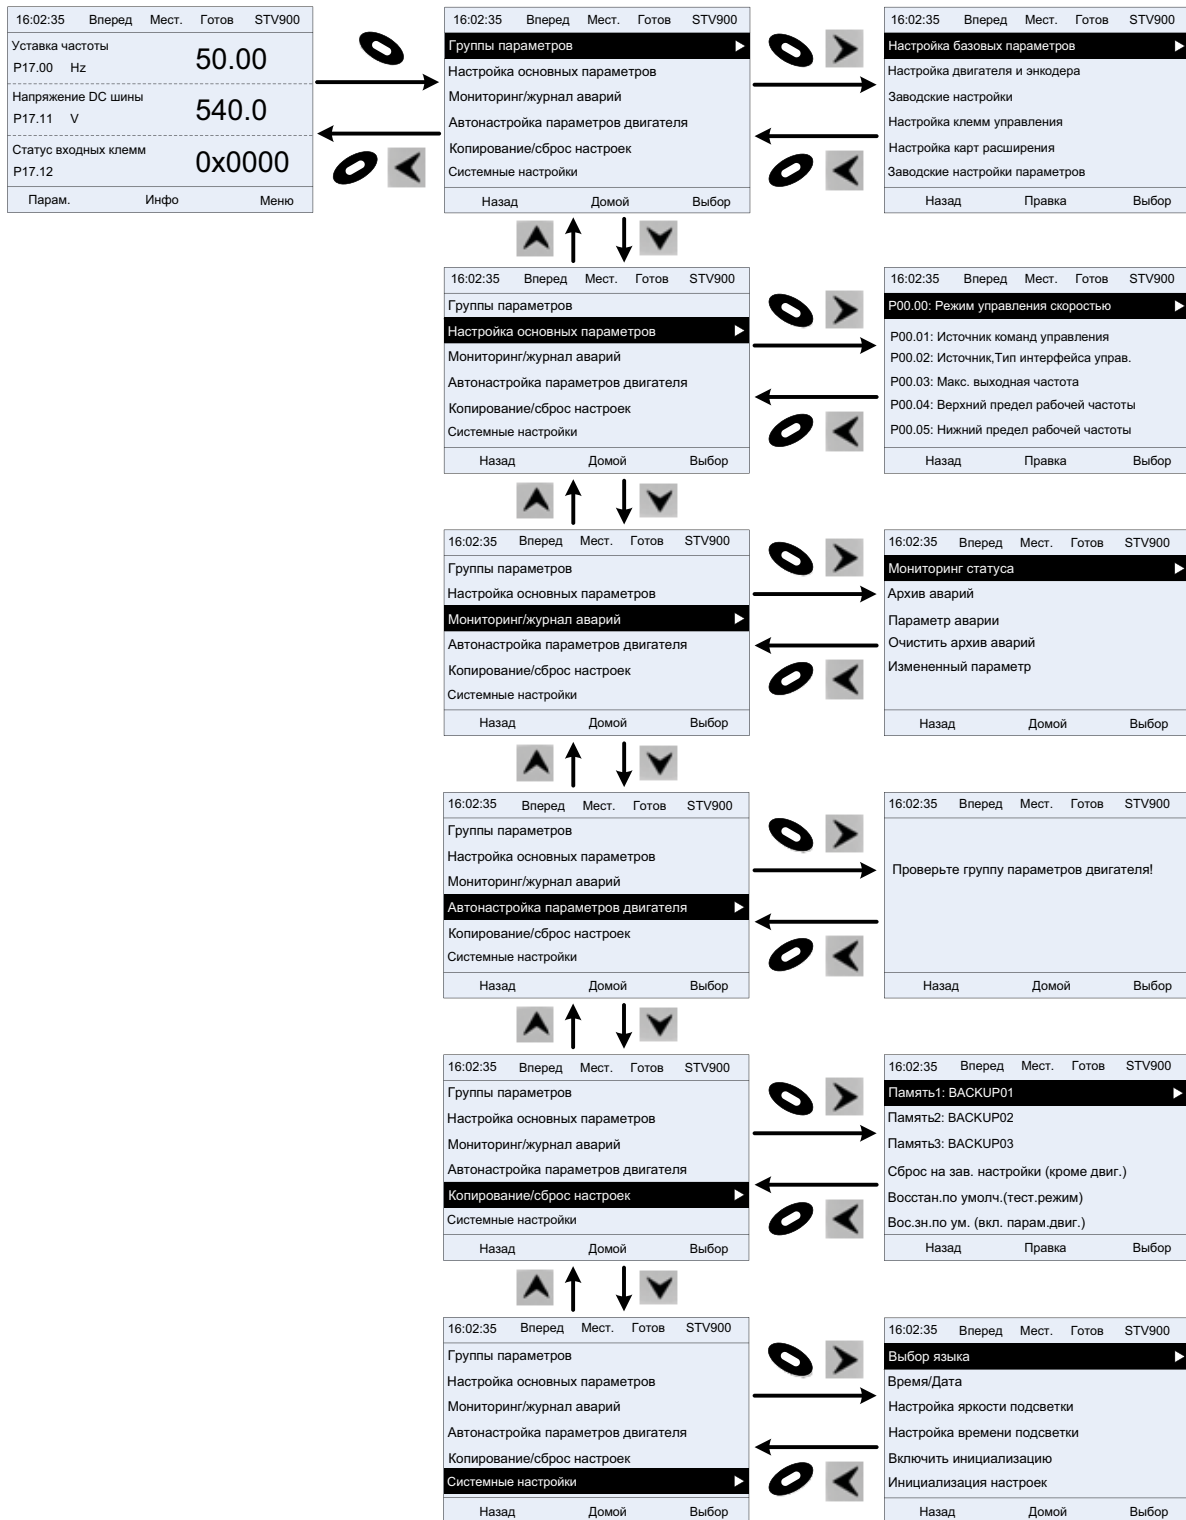 16:02:35 Вперед Мест. Готов STV900
Уставка частоты
P17.00 Hz 50.00
Напряжение DC шины
P17.11 V 540.0
Статус входных клемм
P17.12 0x0000
Парам. Инфо Меню
16:02:35 Вперед Мест. Готов STV900
Группы параметров
Настройка основных параметров
Мониторинг/журнал аварий
Автонастройка параметров двигателя
Копирование/сброс настроек
Системные настройки
Назад Домой Выбор
16:02:35 Вперед Мест. Готов STV900
Настройка базовых параметров
Настройка двигателя и энкодера
Заводские настройки
Настройка клемм управления
Настройка карт расширения
Заводские настройки параметров
Назад Правка Выбор
16:02:35 Вперед Мест. Готов STV900
Группы параметров
Настройка основных параметров
Мониторинг/журнал аварий
Автонастройка параметров двигателя
Копирование/сброс настроек
Системные настройки
Назад Домой Выбор
16:02:35 Вперед Мест. Готов STV900
P00.00: Режим управления скоростью
P00.01: Источник команд управления
P00.02: Источник,Тип интерфейса управ.
P00.03: Макс. выходная частота
P00.04: Верхний предел рабочей частоты
P00.05: Нижний предел рабочей частоты
Назад Правка Выбор
16:02:35 Вперед Мест. Готов STV900
Группы параметров
Настройка основных параметров
Мониторинг/журнал аварий
Автонастройка параметров двигателя
Копирование/сброс настроек
Системные настройки
Назад Домой Выбор
16:02:35 Вперед Мест. Готов STV900
Мониторинг статуса
Архив аварий
Параметр аварии
Очистить архив аварий
Измененный параметр
Назад Домой Выбор
16:02:35 Вперед Мест. Готов STV900
Группы параметров
Настройка основных параметров
Мониторинг/журнал аварий
Автонастройка параметров двигателя
Копирование/сброс настроек
Системные настройки
Назад Домой Выбор
16:02:35 Вперед Мест. Готов STV900
Проверьте группу параметров двигателя!
Назад Домой Выбор
16:02:35 Вперед Мест. Готов STV900
Группы параметров
Настройка основных параметров
Мониторинг/журнал аварий
Автонастройка параметров двигателя
Копирование/сброс настроек
Системные настройки
Назад Домой Выбор
16:02:35 Вперед Мест. Готов STV900
Память1: BACKUP01
Память2: BACKUP02
Память3: BACKUP03
Сброс на зав. настройки (кроме двиг.)
Восстан.по умолч.(тест.режим)
Вос.зн.по ум. (вкл. парам.двиг.)
Назад Правка Выбор
16:02:35 Вперед Мест. Готов STV900
Группы параметров
Настройка основных параметров
Мониторинг/журнал аварий
Автонастройка параметров двигателя
Копирование/сброс настроек
Системные настройки
Назад Домой Выбор
16:02:35 Вперед Мест. Готов STV900
Выбор языка
Время/Дата
Настройка яркости подсветки
Настройка времени подсветки
Включить инициализацию
Инициализация настроек
Назад Домой Выбор